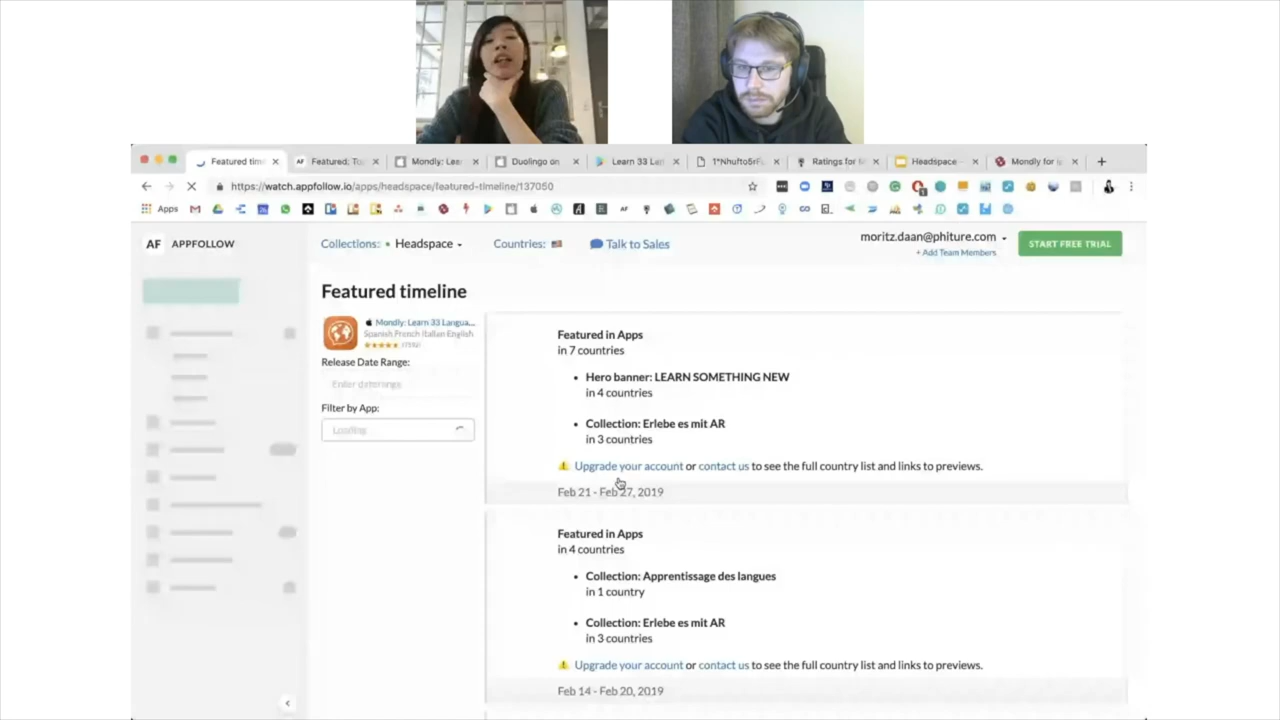 Featured time
Featured: To
Mondly: Lea
Duolingo on
Learn 33 La
Ratings for M
Headspace -
Mondly for i
https://watch.appfollow.io/apps/headspace/featured-timeline/137050
Apps
AF APPFOLLOW
Collections: • Headspace
Countries:
Talk to Sales
moritz.daan@phiture.com
+ Add Team Members
START FREE TRIAL
Featured timeline
Mondly: Learn 33 Langua...
Spanish French Italian English
Release Date Range:
Enter daterange
Filter by App:
Loading
Featured in Apps
in 7 countries
• Hero banner: LEARN SOMETHING NEW
in 4 countries
• Collection: Erlebe es mit AR
in 3 countries
Upgrade your account or contact us to see the full country list and links to previews.
Feb 21 - Feb 27, 2019
Featured in Apps
in 4 countries
• Collection: Apprentissage des langues
in 1 country
• Collection: Erlebe es mit AR
in 3 countries
Upgrade your account or contact us to see the full country list and links to previews.
Feb 14 - Feb 20, 2019